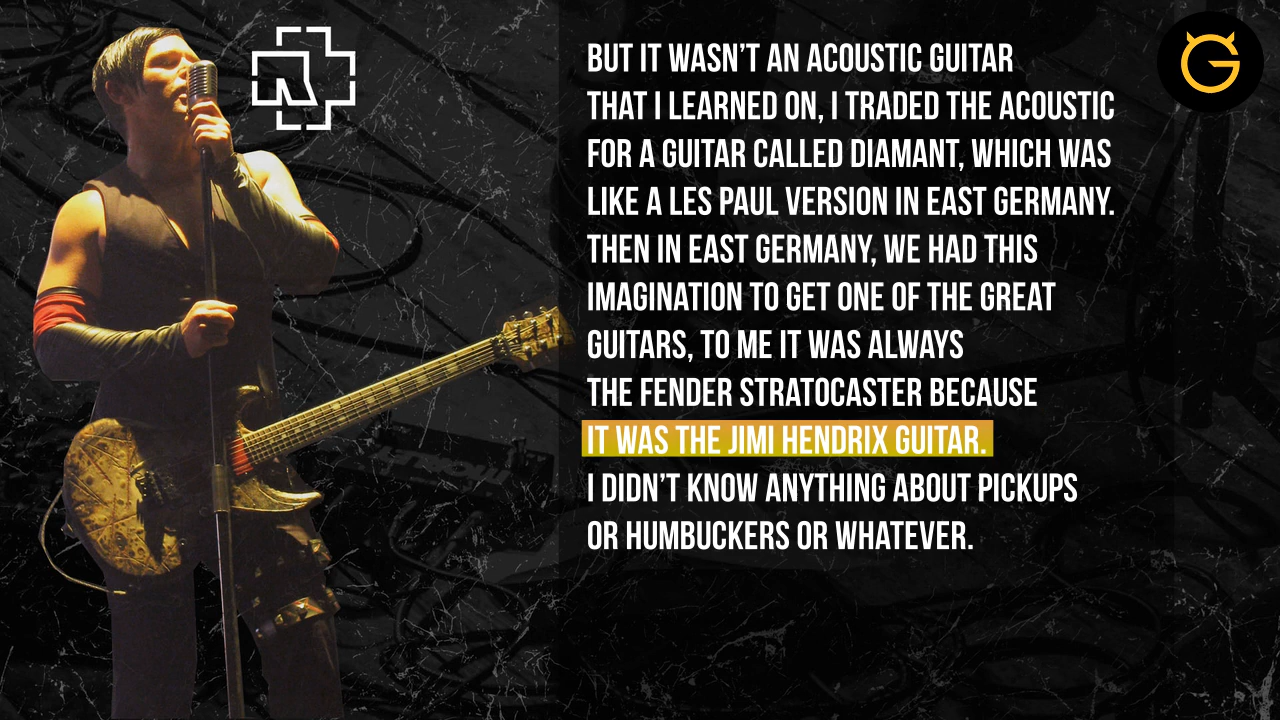 BUT IT WASN'T AN ACOUSTIC GUITAR
THAT I LEARNED ON, I TRADED THE ACOUSTIC
FOR A GUITAR CALLED DIAMANT, WHICH WAS
LIKE A LES PAUL VERSION IN EAST GERMANY.
THEN IN EAST GERMANY, WE HAD THIS
IMAGINATION TO GET ONE OF THE GREAT
GUITARS, TO ME IT WAS ALWAYS
THE FENDER STRATOCASTER BECAUSE
IT WAS THE JIMI HENDRIX GUITAR.
I DIDN'T KNOW ANYTHING ABOUT PICKUPS
OR HUMBUCKERS OR WHATEVER.